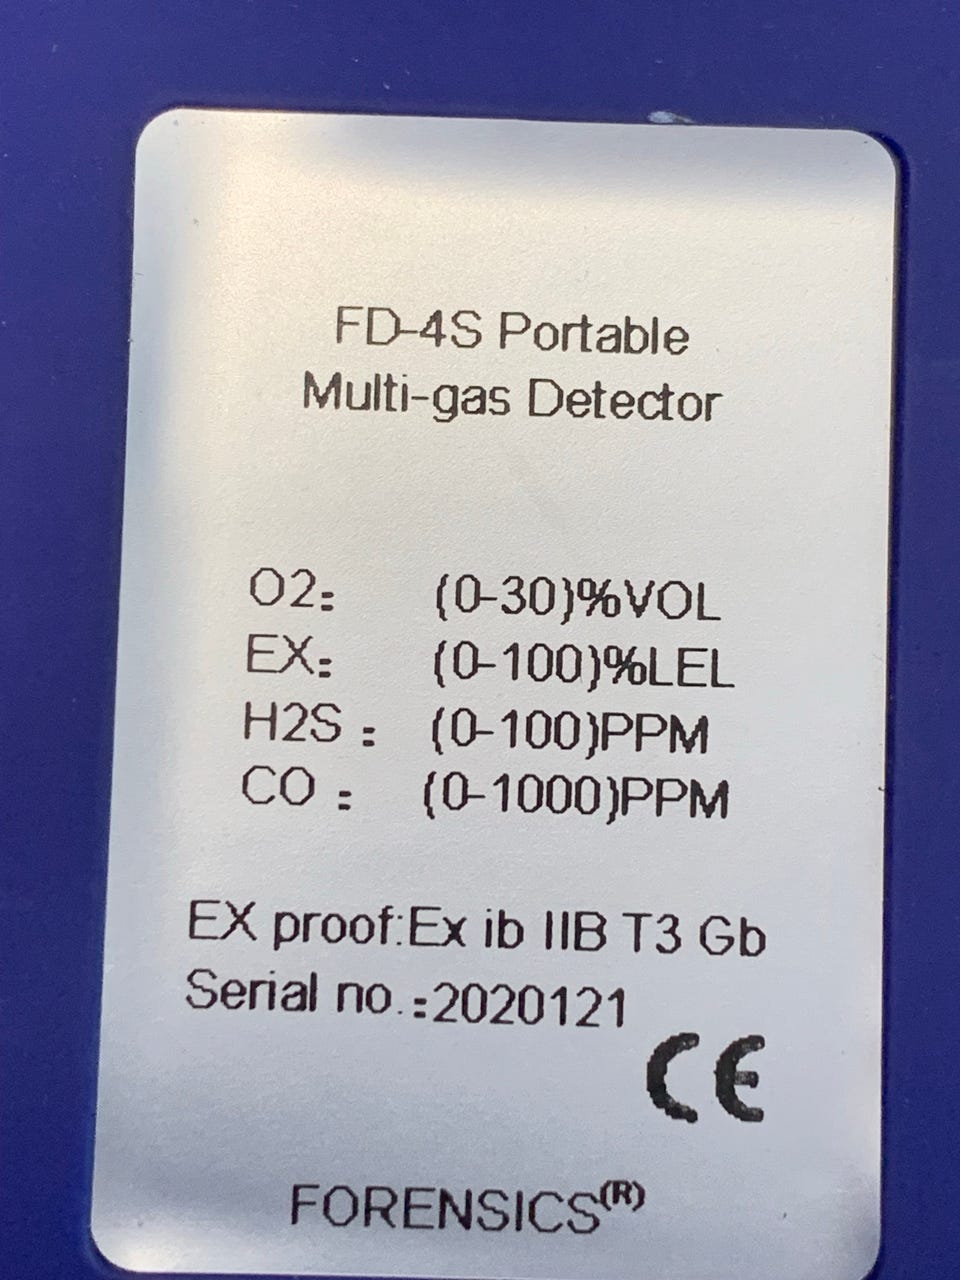 FD-4S Portable
Multi-gas Detector
O2: (0-30)%VOL
EX: (0-100)%LEL
H2S : (0-100)PPM
CO : (0-1000)PPM
EX proof:Ex ib IIB T3 Gb
Serial no.:2020121
CE
FORENSICS(R)